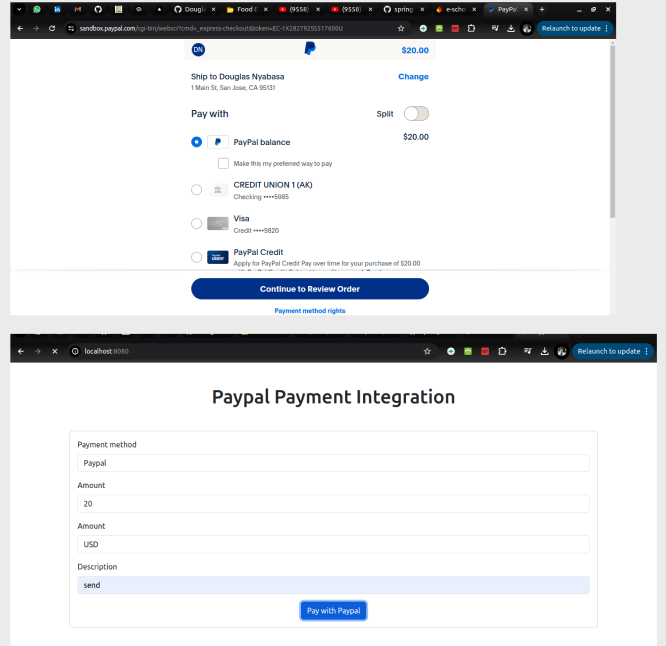 Dougl
Food
(9558)
(9558)
spring
e-scho
PayPa
sandbox.paypal.com/cgi-bin/webscr?cmd=_express-checkout&token=EC-1X28279255517600U
Relaunch to update
DN
$20.00
Ship to Douglas Nyabasa
Change
1 Main St, San Jose, CA 95131
Pay with
Split
PayPal balance
$20.00
Make this my preferred way to pay
CREDIT UNION 1 (AK)
Checking ••••5985
Visa
Credit ••••9820
PayPal Credit
Apply for PayPal Credit Pay over time for your purchase of $20.00
Continue to Review Order
Payment method rights
localhost:8080
Relaunch to update
Paypal Payment Integration
Payment method
Paypal
Amount
20
Amount
USD
Description
send
Pay with Paypal